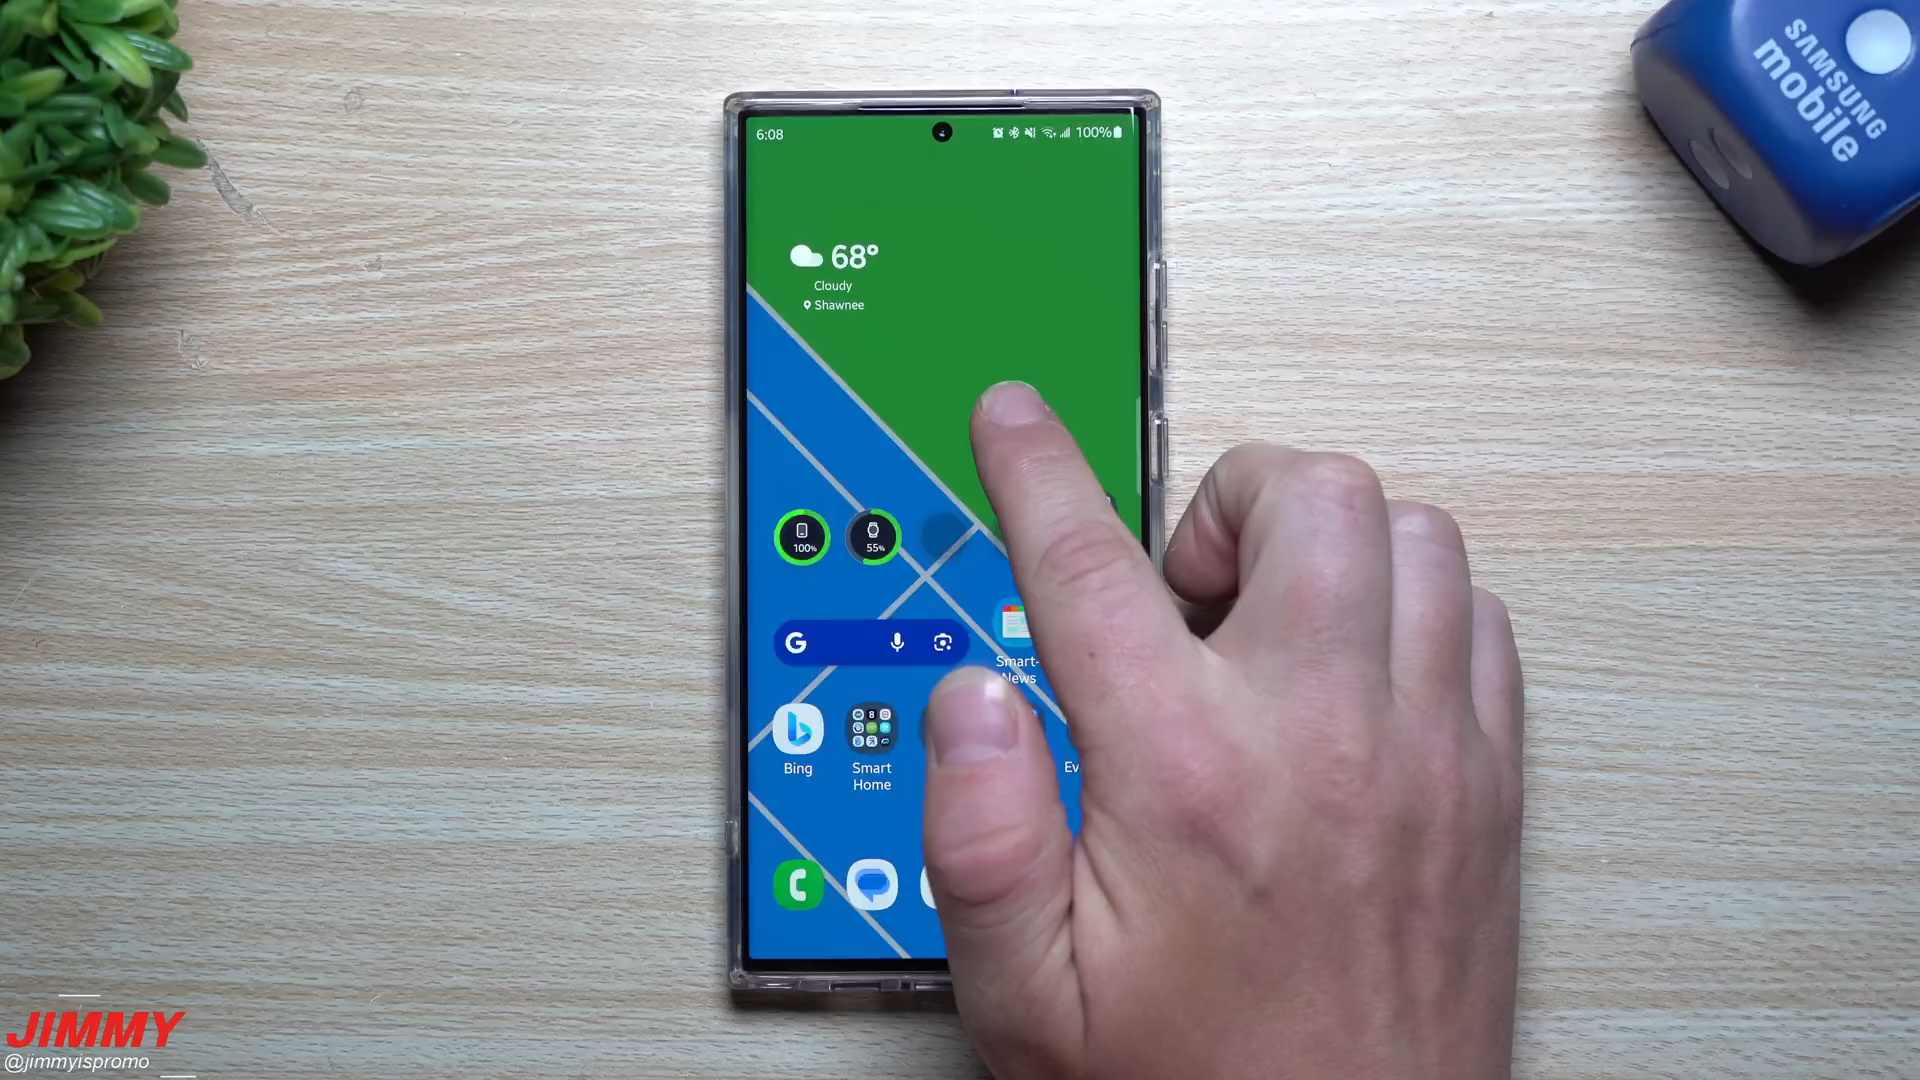 SAMSUNG
mobile
6:08
100%
68°
Cloudy
Shawnee
100%
55%
G
Smart-
News
Bing
Smart
Home
Ev
JIMMY
@jimmyispromo